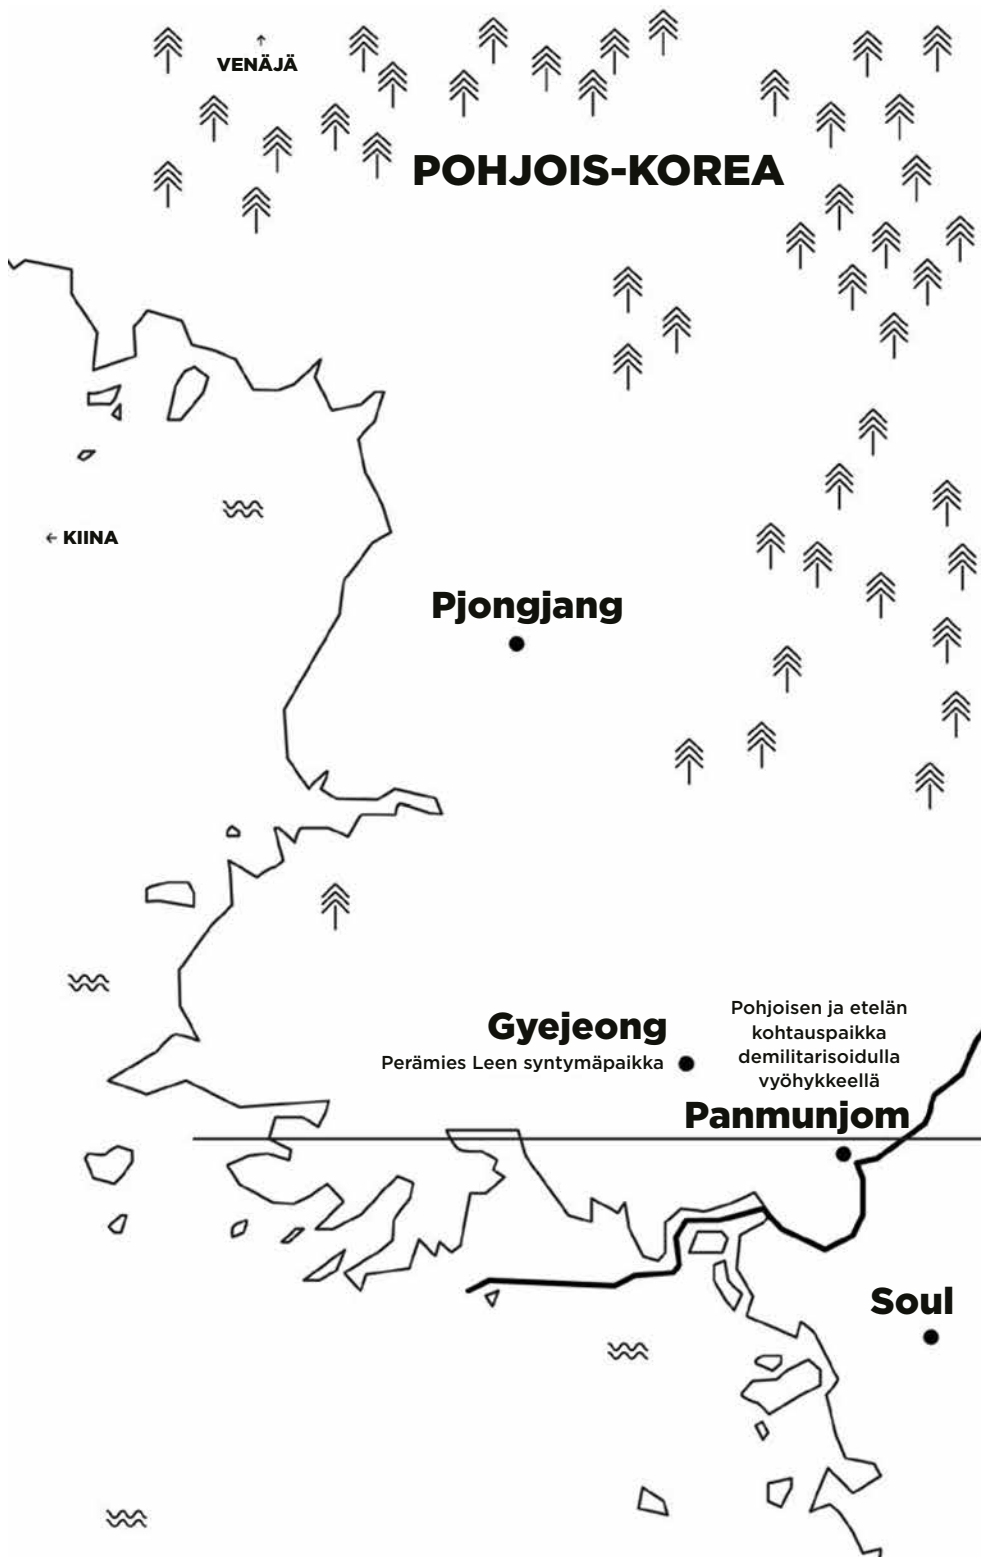 ↑
VENÄJÄ
POHJOIS-KOREA
← KIINA
Pjongjang
Gyejeong
Perämies Leen syntymäpaikka
Pohjoisen ja etelän
kohtauspaikka
demilitarisoidulla
vyöhykkeellä
Panmunjom
Soul